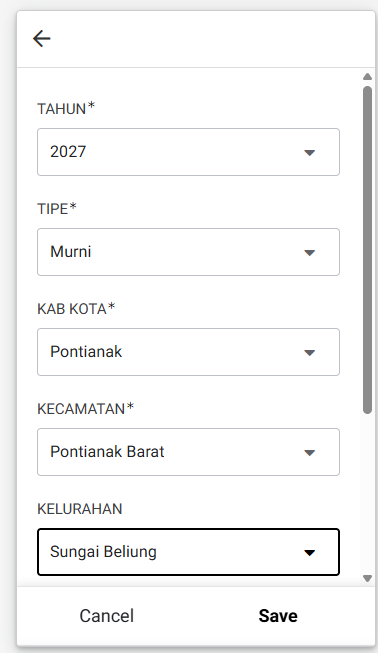 TAHUN*
2027
TIPE*
Murni
KAB KOTA*
Pontianak
KECAMATAN*
Pontianak Barat
KELURAHAN
Sungai Beliung
Cancel Save